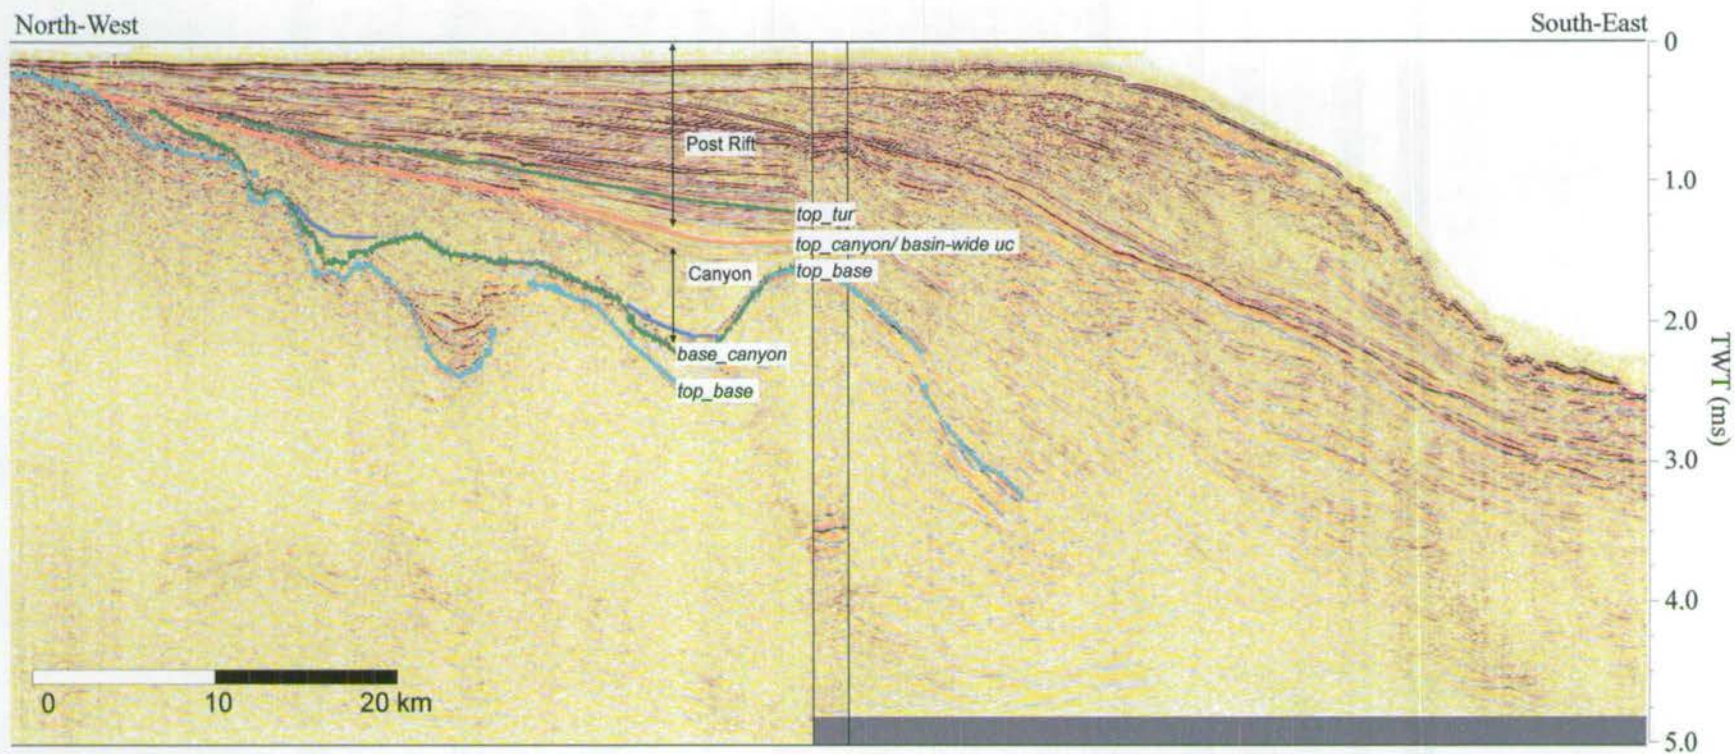 North-West
South-East
0
Post Rift
1.0
top_tur
top_canyon/ basin-wide uc
Canyon
top_base
2.0
base_canyon
top_base
TWT (ms)
3.0
4.0
0 10 20 km
5.0